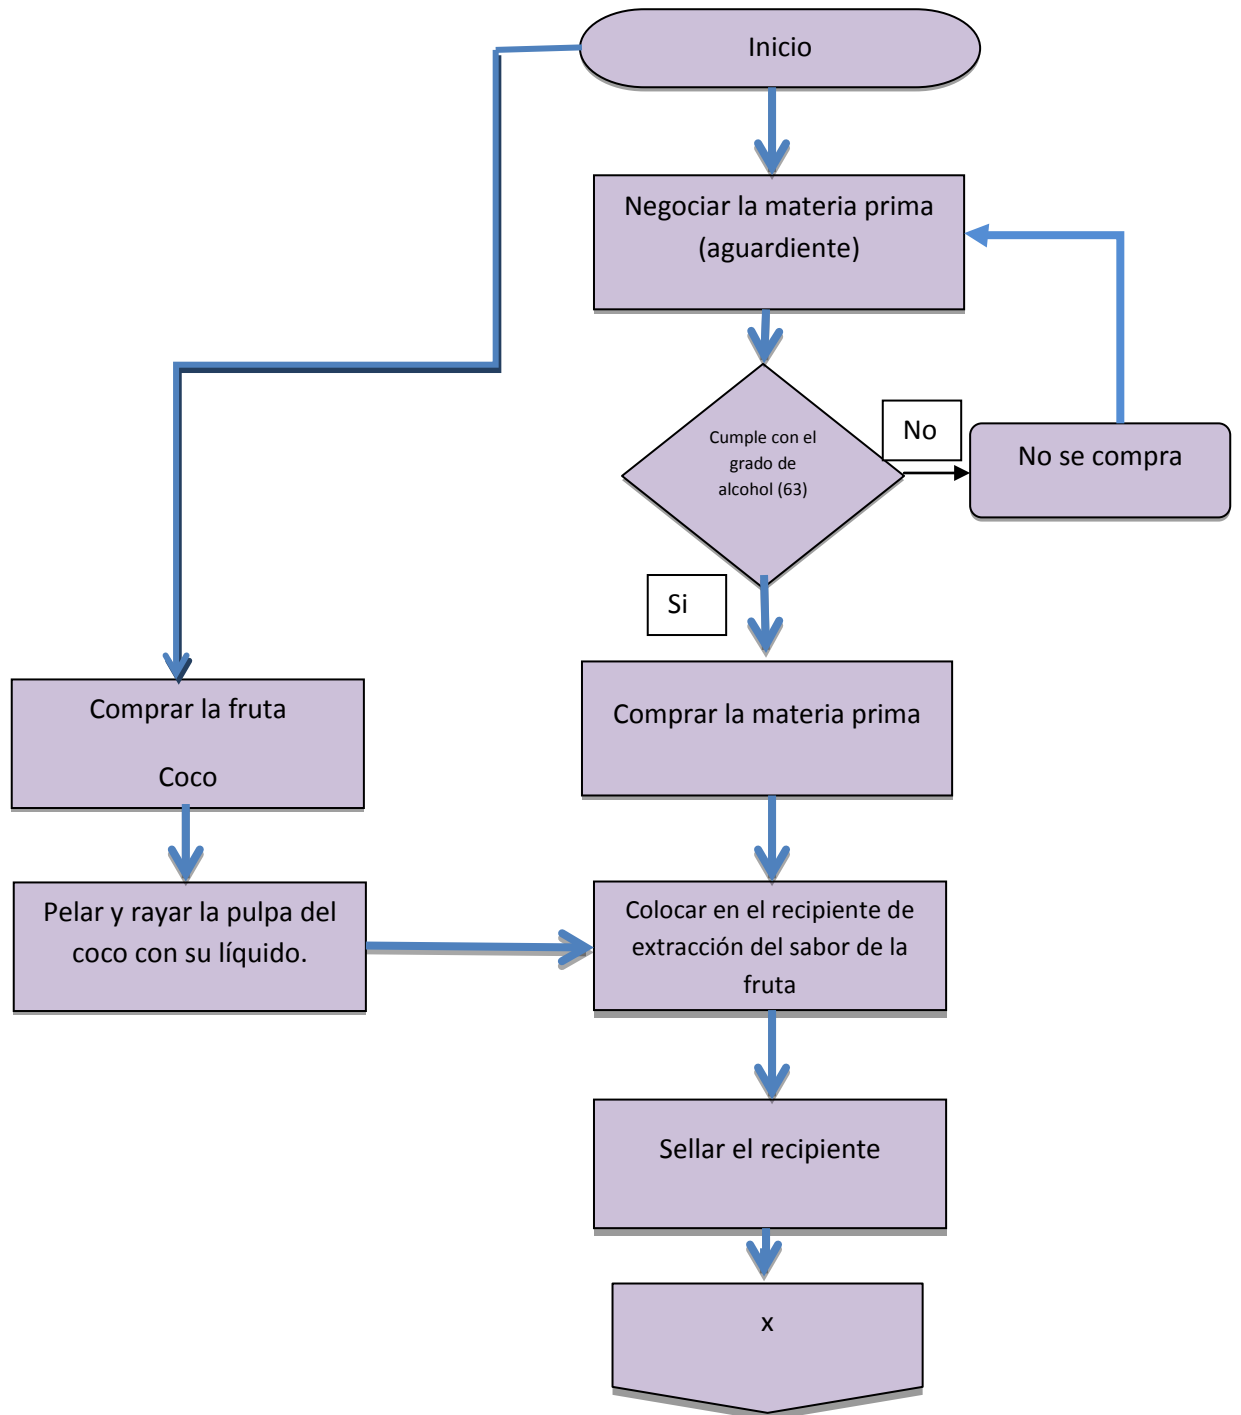 Inicio
Negociar la materia prima
(aguardiente)
Cumple con el
grado de
alcohol (63)
No
No se compra
Si
Comprar la fruta
Coco
Comprar la materia prima
Pelar y rayar la pulpa del
coco con su líquido.
Colocar en el recipiente de
extracción del sabor de la
fruta
Sellar el recipiente
x